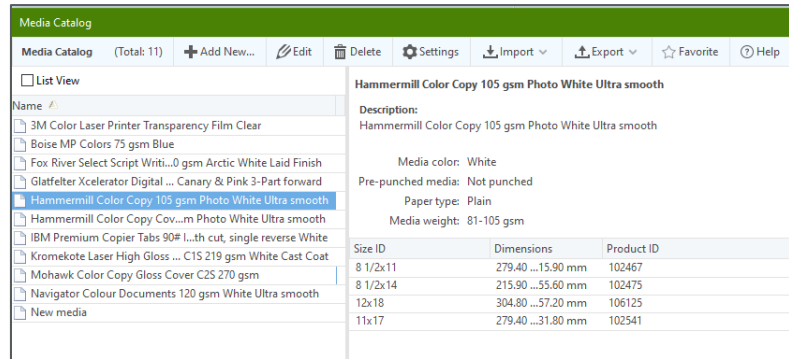 Media Catalog
Media Catalog (Total: 11) Add New... Edit Delete Settings Import Export Favorite Help
List View
Name
3M Color Laser Printer Transparency Film Clear
Boise MP Colors 75 gsm Blue
Fox River Select Script Writi...0 gsm Arctic White Laid Finish
Glatfelter Xcelerator Digital ... Canary & Pink 3-Part forward
Hammermill Color Copy 105 gsm Photo White Ultra smooth
Hammermill Color Copy Cov...m Photo White Ultra smooth
IBM Premium Copier Tabs 90# I...th cut, single reverse White
Kromekote Laser High Gloss ... C1S 219 gsm White Cast Coat
Mohawk Color Copy Gloss Cover C2S 270 gsm
Navigator Colour Documents 120 gsm White Ultra smooth
New media
Hammermill Color Copy 105 gsm Photo White Ultra smooth
Description:
Hammermill Color Copy 105 gsm Photo White Ultra smooth
Media color: White
Pre-punched media: Not punched
Paper type: Plain
Media weight: 81-105 gsm
Size ID Dimensions Product ID
8 1/2x11 279.40 ...15.90 mm 102467
8 1/2x14 215.90 ...55.60 mm 102475
12x18 304.80 ...57.20 mm 106125
11x17 279.40 ...31.80 mm 102541